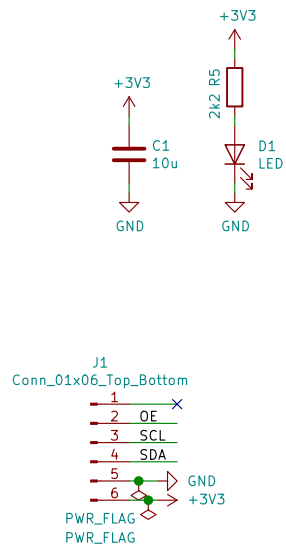 +3V3
2k2 R5
+3V3
C1
10u
D1
LED
GND
GND
J1
Conn_01x06_Top_Bottom
1
2 OE
3 SCL
4 SDA
5 GND
6 +3V3
PWR_FLAG
PWR_FLAG